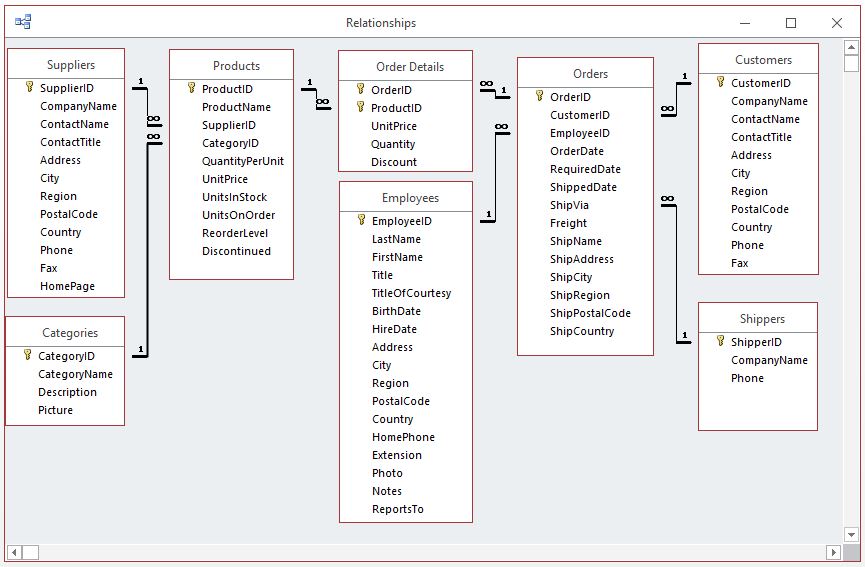 Relationships
Suppliers
SupplierID
CompanyName
ContactName
ContactTitle
Address
City
Region
PostalCode
Country
Phone
Fax
HomePage
Categories
CategoryID
CategoryName
Description
Picture
1
∞
∞
1
Products
ProductID
ProductName
SupplierID
CategoryID
QuantityPerUnit
UnitPrice
UnitsInStock
UnitsOnOrder
ReorderLevel
Discontinued
1
∞
Order Details
OrderID
ProductID
UnitPrice
Quantity
Discount
Employees
EmployeeID
LastName
FirstName
Title
TitleOfCourtesy
BirthDate
HireDate
Address
City
Region
PostalCode
Country
HomePhone
Extension
Photo
Notes
ReportsTo
∞
1
∞
1
Orders
OrderID
CustomerID
EmployeeID
OrderDate
RequiredDate
ShippedDate
ShipVia
Freight
ShipName
ShipAddress
ShipCity
ShipRegion
ShipPostalCode
ShipCountry
1
∞
∞
1
Customers
CustomerID
CompanyName
ContactName
ContactTitle
Address
City
Region
PostalCode
Country
Phone
Fax
Shippers
ShipperID
CompanyName
Phone